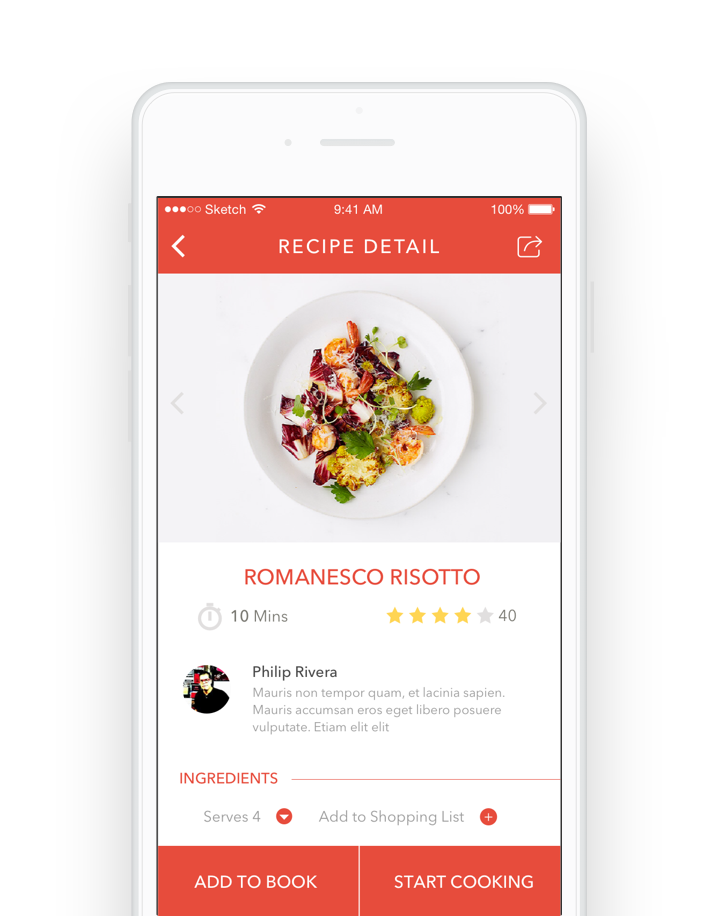 Sketch 9:41 AM 100%
RECIPE DETAIL
ROMANESCO RISOTTO
10 Mins 40
Philip Rivera
Mauris non tempor quam, et lacinia sapien.
Mauris accumsan eros eget libero posuere
vulputate. Etiam elit elit
INGREDIENTS
Serves 4 Add to Shopping List
ADD TO BOOK START COOKING